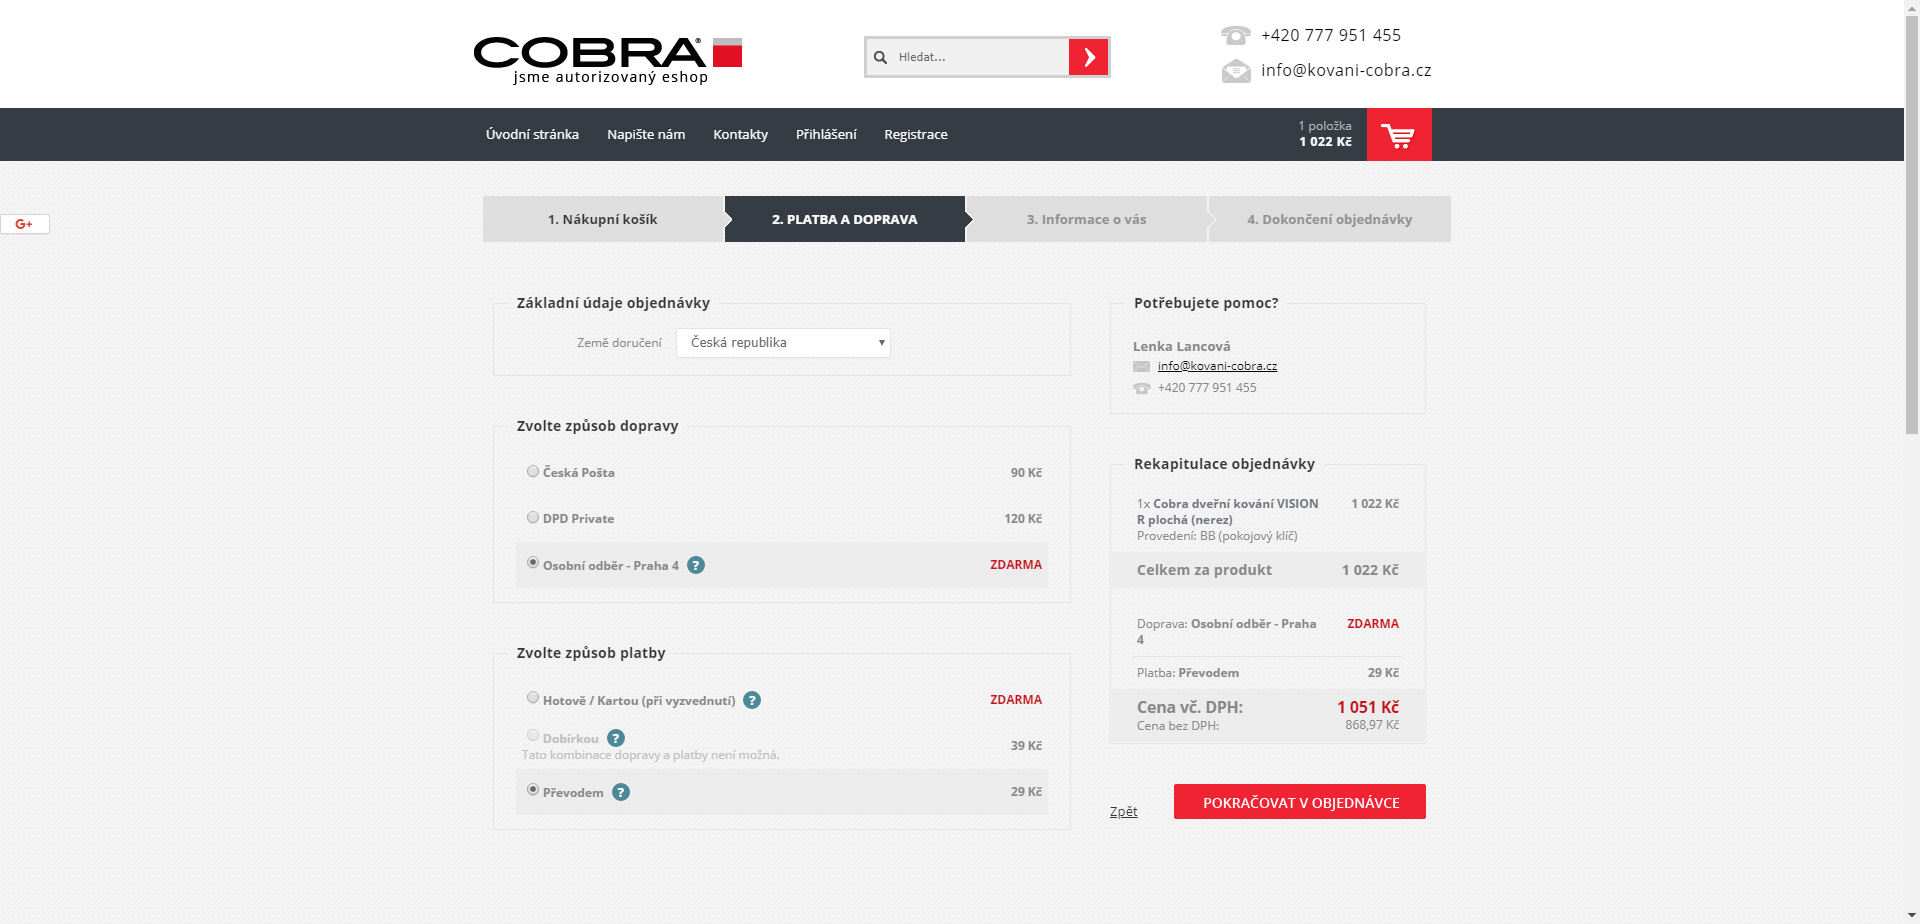 COBRA®
jsme autorizovaný eshop
Hledat...
+420 777 951 455
info@kovani-cobra.cz
Úvodní stránka
Napište nám
Kontakty
Přihlášení
Registrace
1 položka
1 022 Kč
G+
1. Nákupní košík
2. PLATBA A DOPRAVA
3. Informace o vás
4. Dokončení objednávky
Základní údaje objednávky
Země doručení
Česká republika
Zvolte způsob dopravy
Česká Pošta 90 Kč
DPD Private 120 Kč
Osobní odběr - Praha 4 ? ZDARMA
Zvolte způsob platby
Hotově / Kartou (při vyzvednutí) ? ZDARMA
Dobírkou ?
39 Kč
Tato kombinace dopravy a platby není možná.
Převodem ? 29 Kč
Potřebujete pomoc?
Lenka Lancová
info@kovani-cobra.cz
+420 777 951 455
Rekapitulace objednávky
1x Cobra dveřní kování VISION 1 022 Kč
R plochá (nerez)
Provedení: BB (pokojový klíč)
Celkem za produkt 1 022 Kč
Doprava: Osobní odběr - Praha ZDARMA
4
Platba: Převodem 29 Kč
Cena vč. DPH: 1 051 Kč
Cena bez DPH: 868,97 Kč
Zpět
POKRAČOVAT V OBJEDNÁVCE